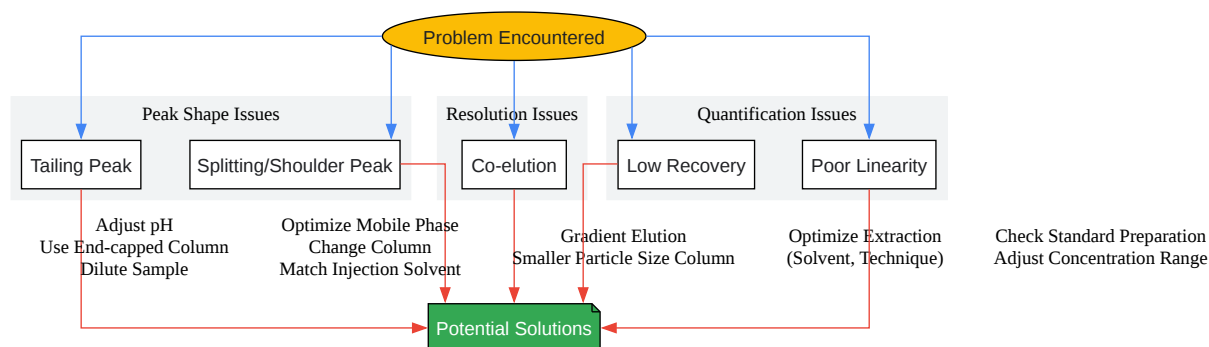 Problem Encountered
Peak Shape Issues
Resolution Issues
Quantification Issues
Tailing Peak
Splitting/Shoulder Peak
Co-elution
Low Recovery
Poor Linearity
Adjust pH
Use End-capped Column
Dilute Sample
Optimize Mobile Phase
Change Column
Match Injection Solvent
Gradient Elution
Smaller Particle Size Column
Optimize Extraction
(Solvent, Technique)
Check Standard Preparation
Adjust Concentration Range
Potential Solutions